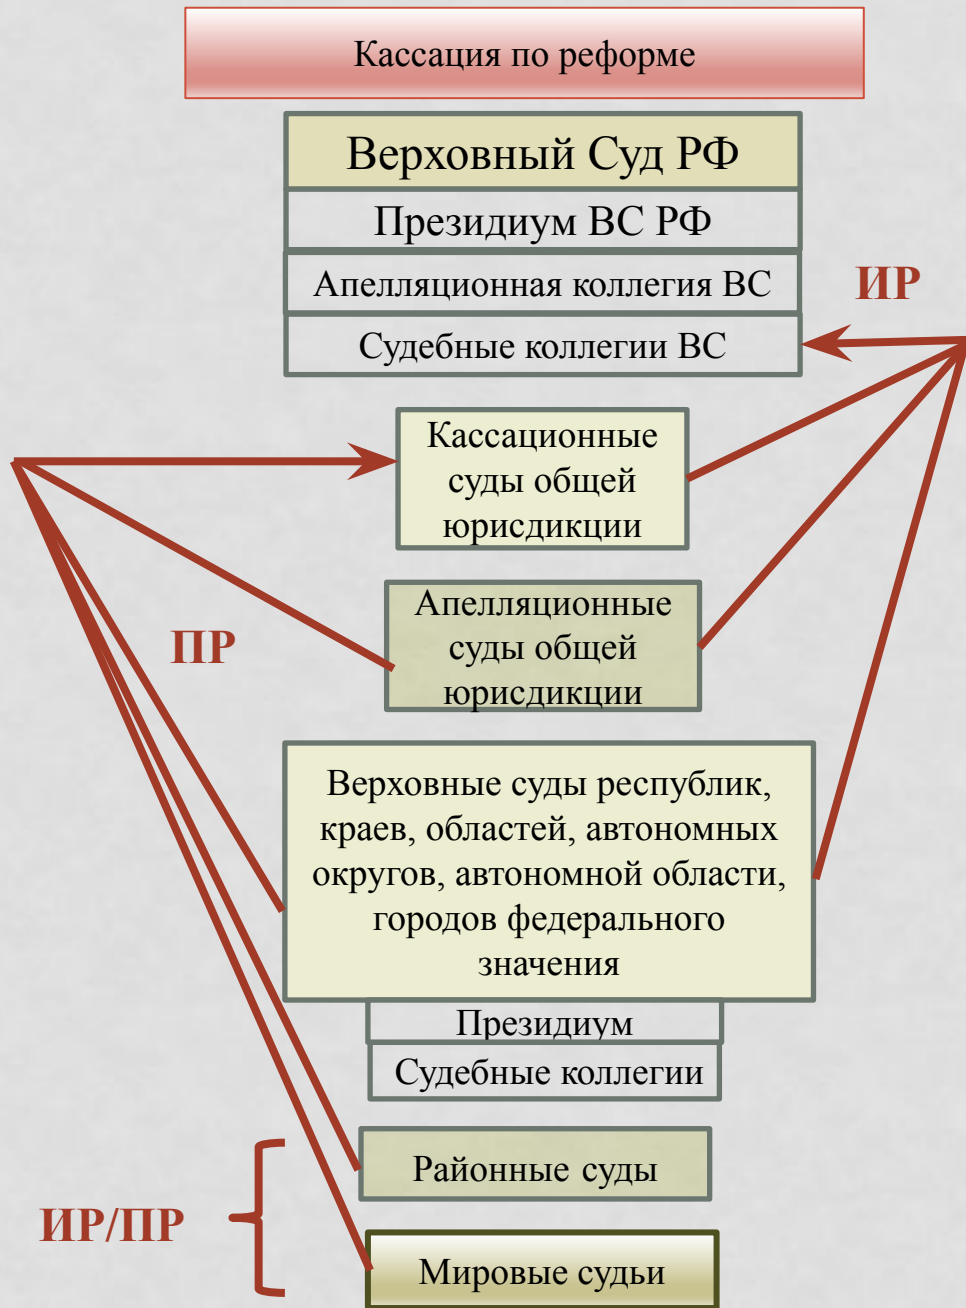 Кассация по реформе
Верховный Суд РФ
Президиум ВС РФ
Апелляционная коллегия ВС
ИР
Судебные коллегии ВС
Кассационные
суды общей
юрисдикции
Апелляционные
суды общей
юрисдикции
ПР
Верховные суды республик,
краев, областей, автономных
округов, автономной области,
городов федерального
значения
Президиум
Судебные коллегии
Районные суды
ИР/ПР
Мировые судьи